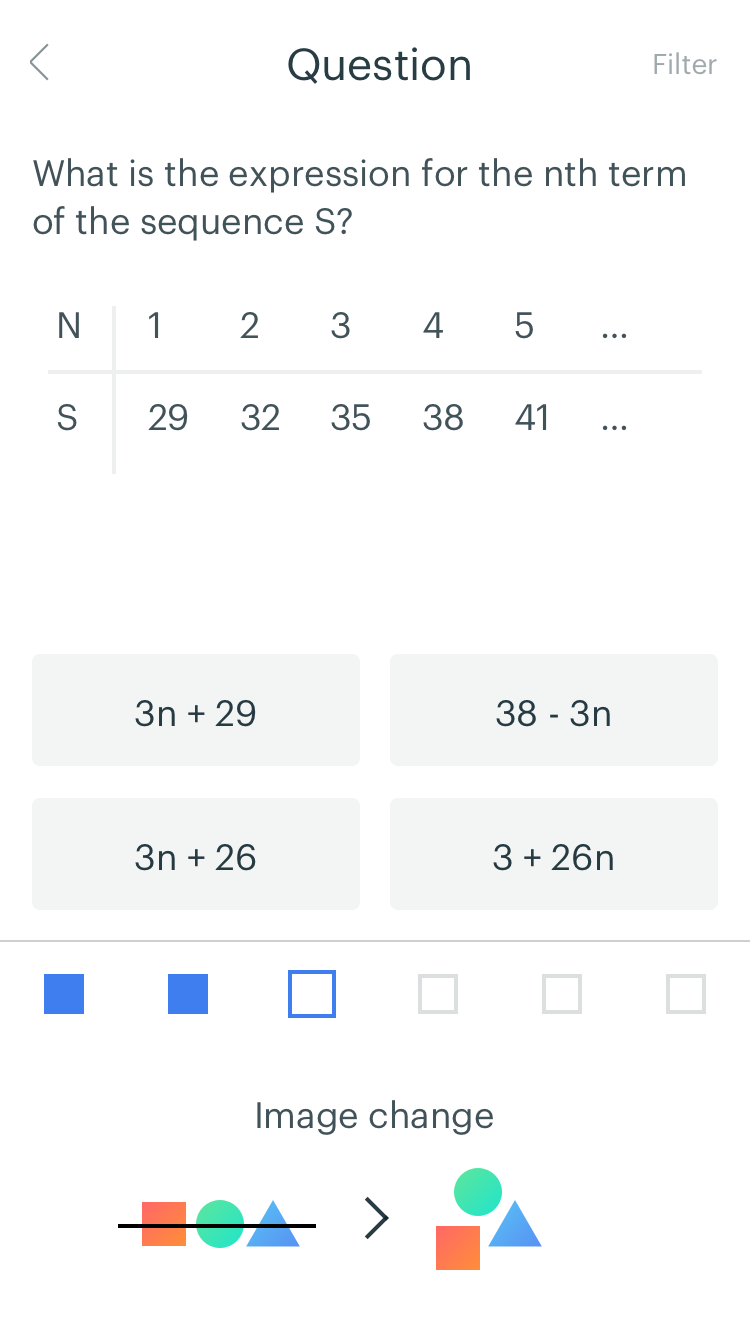 Question
Filter
What is the expression for the nth term
of the sequence S?
N 1 2 3 4 5 ...
S 29 32 35 38 41 ...
3n + 29
38 - 3n
3n + 26
3 + 26n
Image change